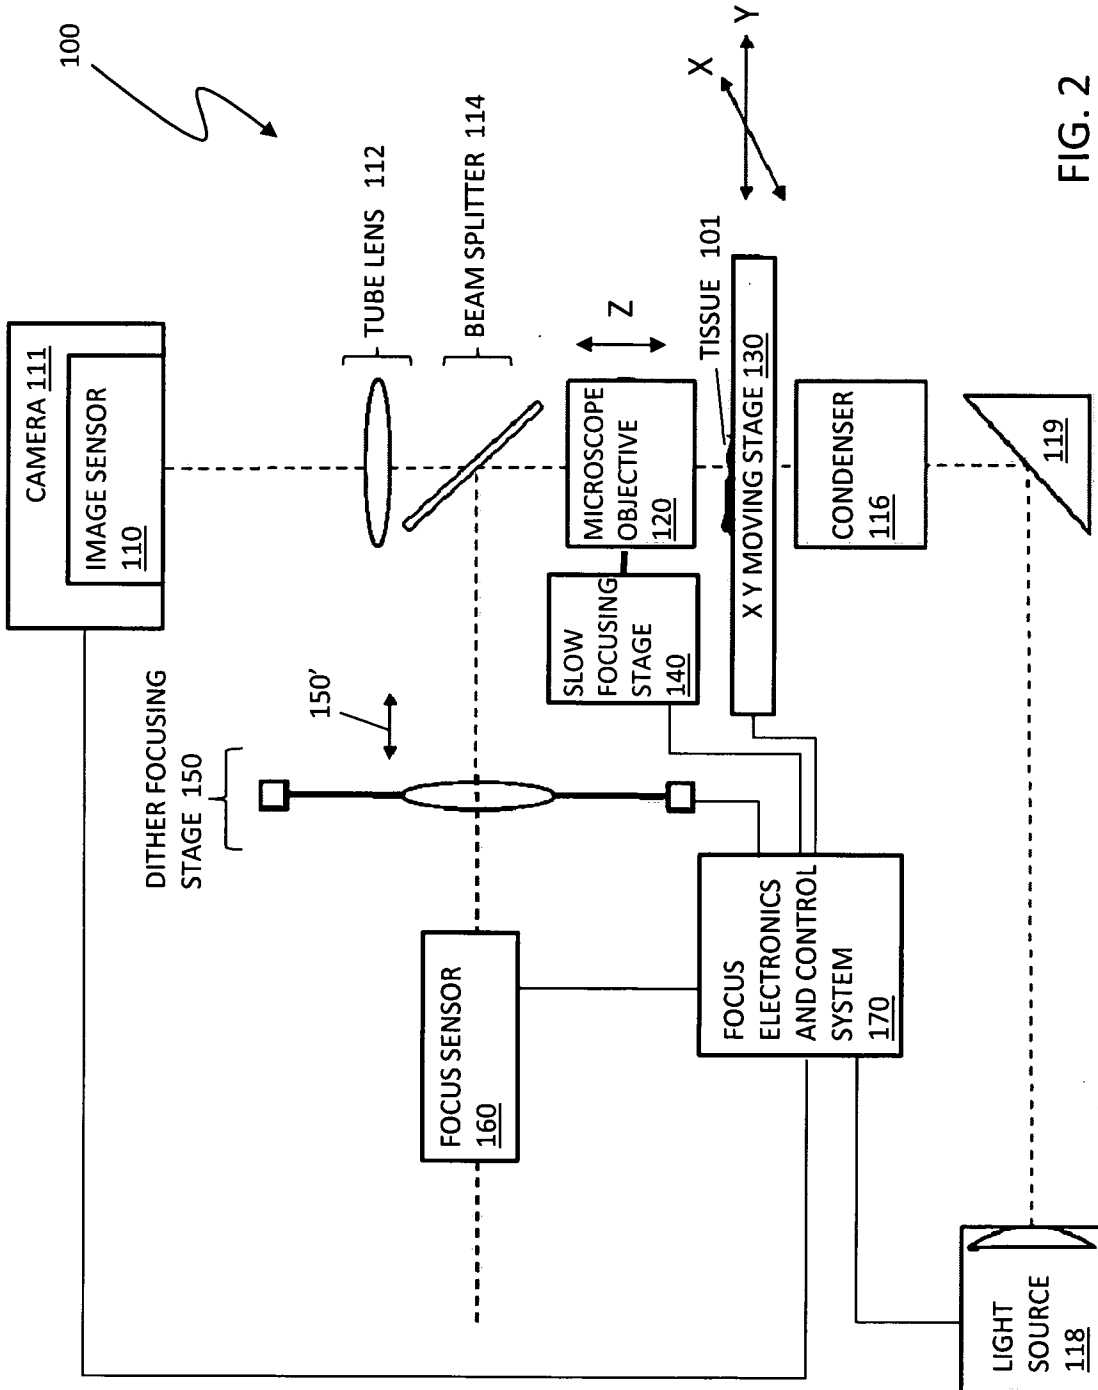 100
CAMERA 111
IMAGE SENSOR
110
TUBE LENS 112
BEAM SPLITTER 114
DITHER FOCUSING
STAGE 150
150'
FOCUS SENSOR
160
MICROSCOPE
OBJECTIVE
120
Z
SLOW
FOCUSING
STAGE
140
TISSUE 101
X Y MOVING STAGE 130
X
Y
FOCUS
ELECTRONICS
AND CONTROL
SYSTEM
170
CONDENSER
116
119
LIGHT
SOURCE
118
FIG. 2